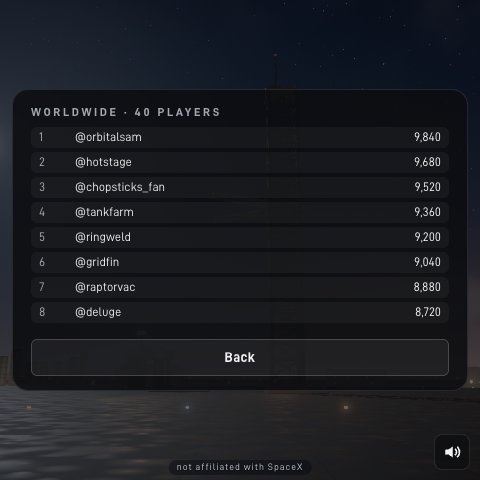 WORLDWIDE · 40 PLAYERS
1 @orbitalsam 9,840
2 @hotstage 9,680
3 @chopsticks_fan 9,520
4 @tankfarm 9,360
5 @ringweld 9,200
6 @gridfin 9,040
7 @raptorvac 8,880
8 @deluge 8,720
Back
not affiliated with SpaceX